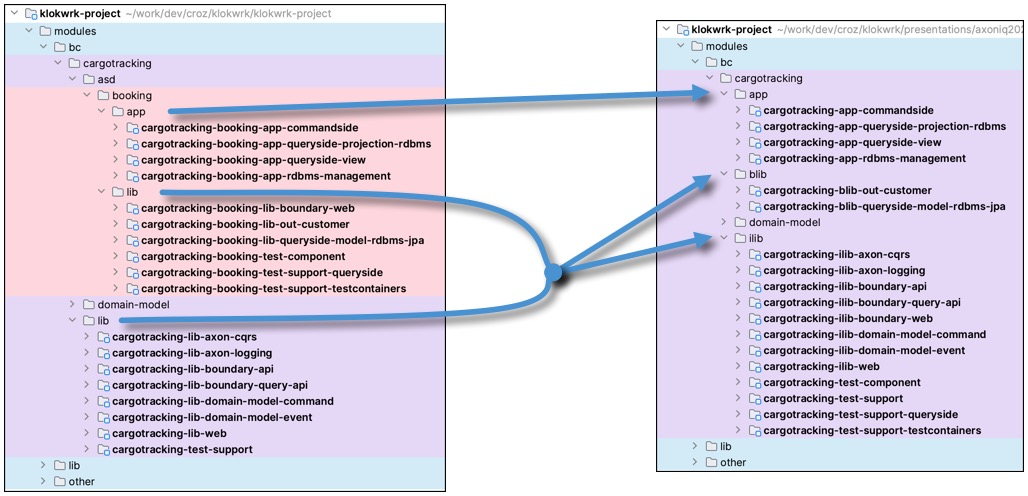 klokwrk-project ~/work/dev/croz/klokwrk/klokwrk-project
modules
bc
cargotracking
asd
booking
app
cargotracking-booking-app-commandside
cargotracking-booking-app-queryside-projection-rdbms
cargotracking-booking-app-queryside-view
cargotracking-booking-app-rdbms-management
lib
cargotracking-booking-lib-boundary-web
cargotracking-booking-lib-out-customer
cargotracking-booking-lib-queryside-model-rdbms-jpa
cargotracking-booking-test-component
cargotracking-booking-test-support-queryside
cargotracking-booking-test-support-testcontainers
domain-model
lib
cargotracking-lib-axon-cqrs
cargotracking-lib-axon-logging
cargotracking-lib-boundary-api
cargotracking-lib-boundary-query-api
cargotracking-lib-domain-model-command
cargotracking-lib-domain-model-event
cargotracking-lib-web
cargotracking-test-support
lib
other
klokwrk-project ~/work/dev/croz/klokwrk/presentations/axoniq202
modules
bc
cargotracking
app
cargotracking-app-commandside
cargotracking-app-queryside-projection-rdbms
cargotracking-app-queryside-view
cargotracking-app-rdbms-management
blib
cargotracking-blib-out-customer
cargotracking-blib-queryside-model-rdbms-jpa
domain-model
ilib
cargotracking-ilib-axon-cqrs
cargotracking-ilib-axon-logging
cargotracking-ilib-boundary-api
cargotracking-ilib-boundary-query-api
cargotracking-ilib-boundary-web
cargotracking-ilib-domain-model-command
cargotracking-ilib-domain-model-event
cargotracking-ilib-web
cargotracking-test-component
cargotracking-test-support
cargotracking-test-support-queryside
cargotracking-test-support-testcontainers
lib
other